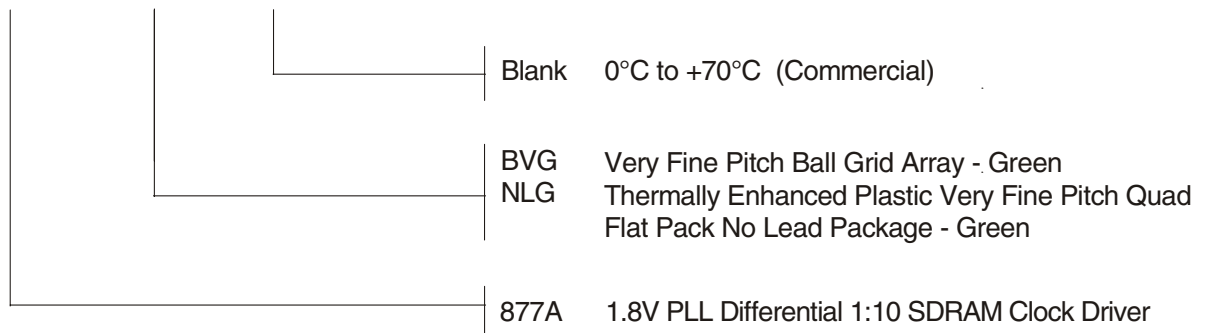 Blank 0°C to +70°C (Commercial)
BVG Very Fine Pitch Ball Grid Array - Green
NLG Thermally Enhanced Plastic Very Fine Pitch Quad
Flat Pack No Lead Package - Green
877A 1.8V PLL Differential 1:10 SDRAM Clock Driver